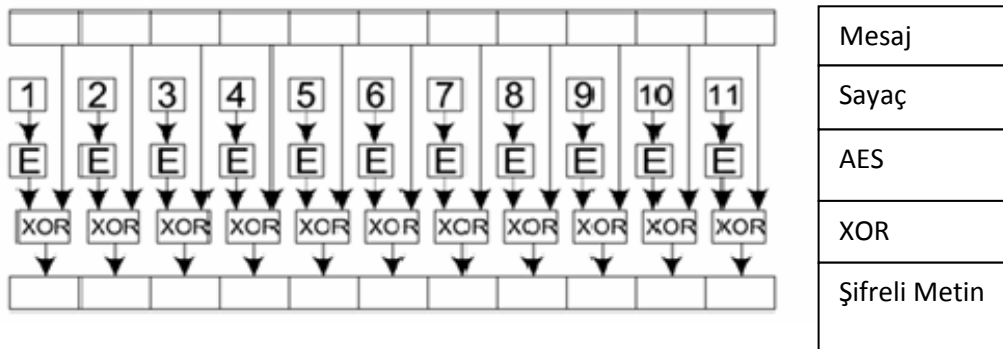 Mesaj
1 2 3 4 5 6 7 8 9 10 11
Sayaç
E E E E E E E E E E E
AES
XOR XOR XOR XOR XOR XOR XOR XOR XOR XOR XOR
XOR
Şifreli Metin